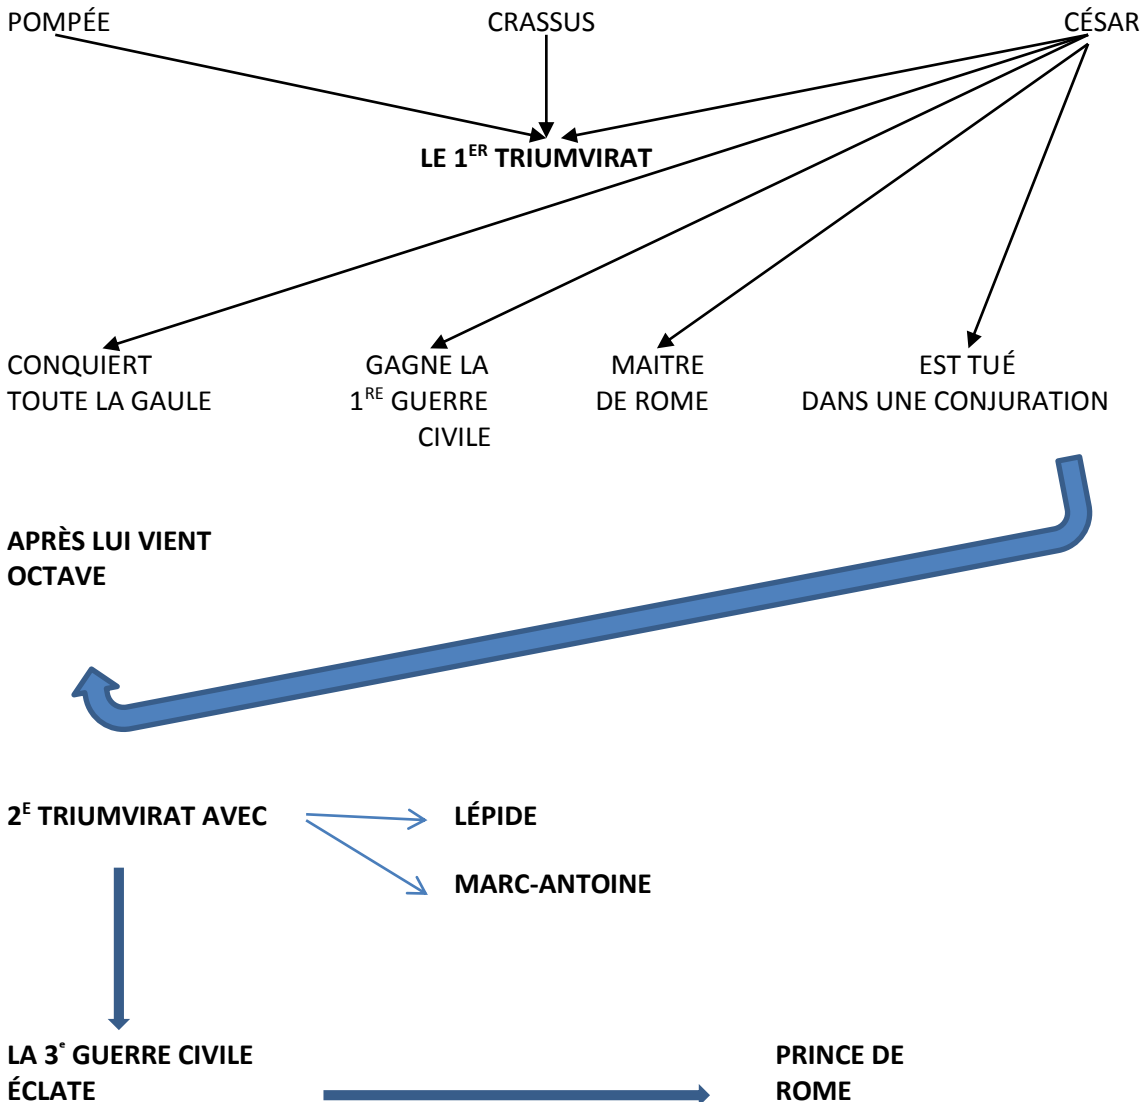 POMPÉE CRASSUS CÉSAR
LE 1ER TRIUMVIRAT
CONQUIERT GAGNE LA MAITRE EST TUÉ
TOUTE LA GAULE 1RE GUERRE DE ROME DANS UNE CONJURATION
CIVILE
APRÈS LUI VIENT
OCTAVE
2E TRIUMVIRAT AVEC LÉPIDE
MARC-ANTOINE
LA 3e GUERRE CIVILE PRINCE DE
ÉCLATE ROME